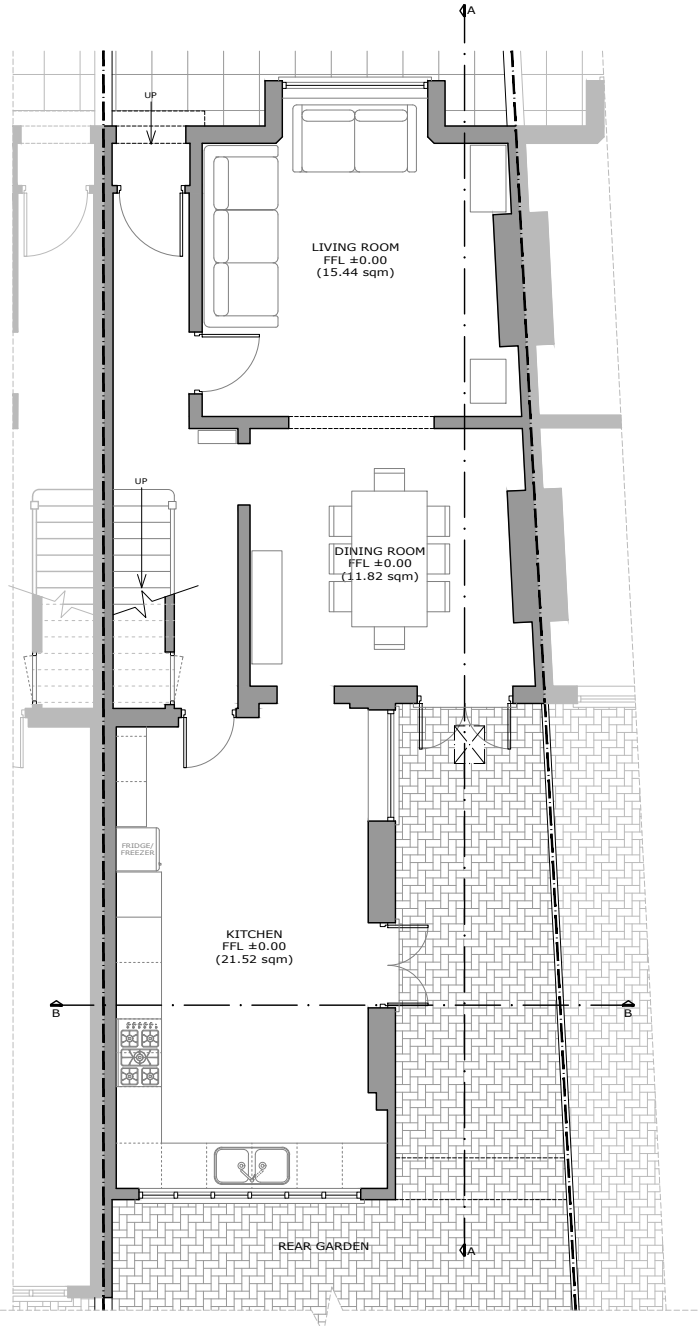 A
UP
LIVING ROOM
FFL ±0.00
(15.44 sqm)
UP
DINING ROOM
FFL ±0.00
(11.82 sqm)
FRIDGE/
FREEZER
KITCHEN
FFL ±0.00
(21.52 sqm)
B
B
REAR GARDEN
A